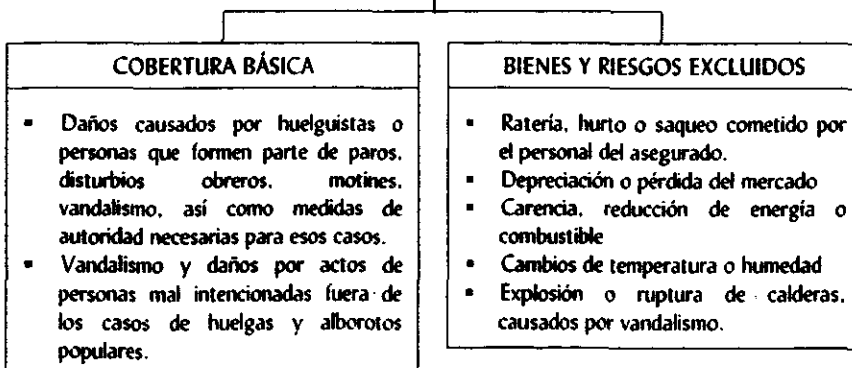 COBERTURA BÁSICA
▪ Daños causados por huelguistas o
personas que formen parte de paros,
disturbios obreros, motines,
vandalismo, así como medidas de
autoridad necesarias para esos casos.
▪ Vandalismo y daños por actos de
personas mal intencionadas fuera de
los casos de huelgas y alborotos
populares.
BIENES Y RIESGOS EXCLUIDOS
▪ Ratería, hurto o saqueo cometido por
el personal del asegurado.
▪ Depreciación o pérdida del mercado
▪ Carencia, reducción de energía o
combustible
▪ Cambios de temperatura o humedad
▪ Explosión o ruptura de calderas,
causados por vandalismo.